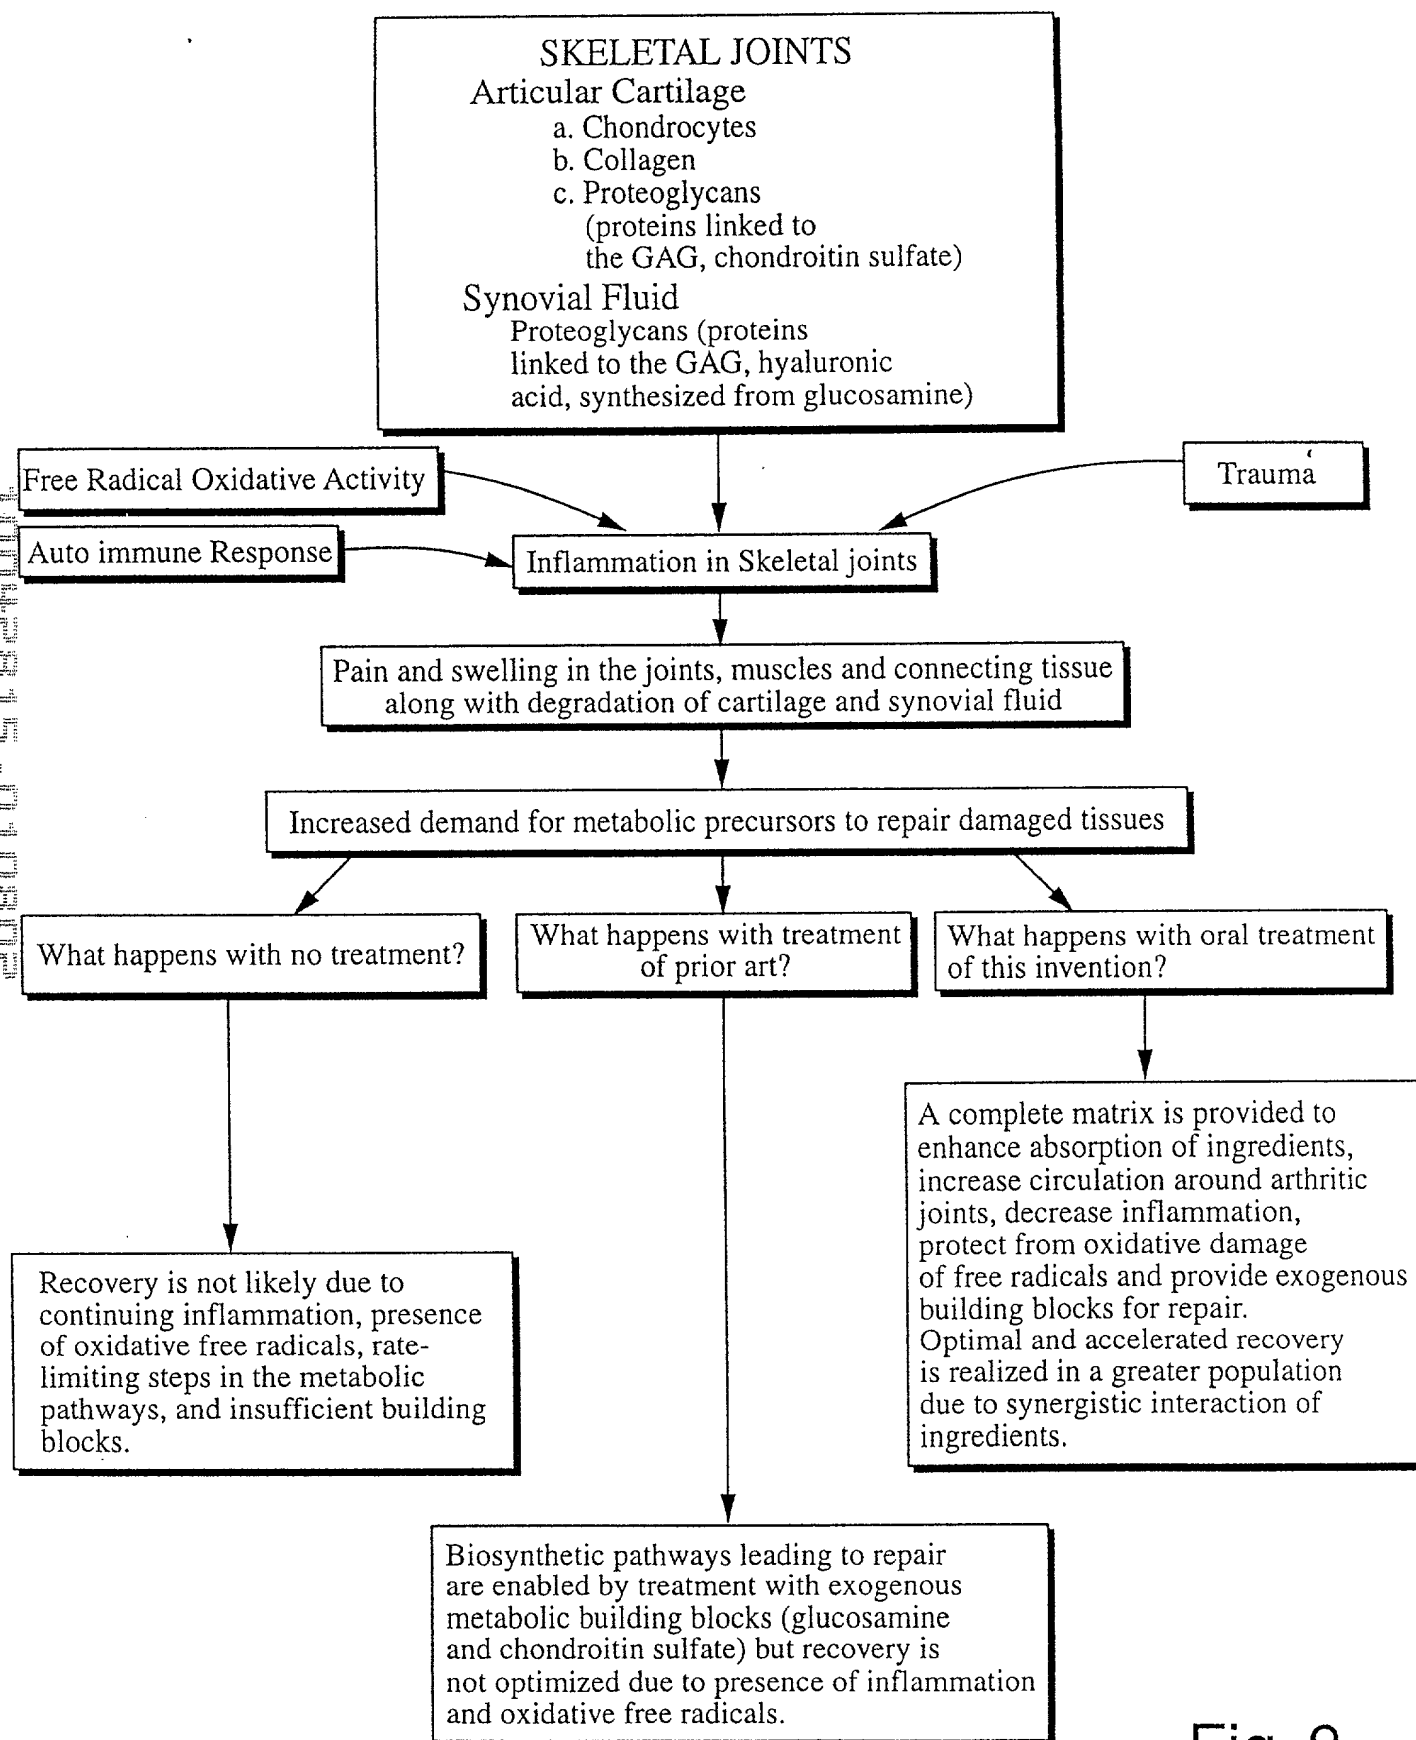 SKELETAL JOINTS
Articular Cartilage
a. Chondrocytes
b. Collagen
c. Proteoglycans
(proteins linked to
the GAG, chondroitin sulfate)
Synovial Fluid
Proteoglycans (proteins
linked to the GAG, hyaluronic
acid, synthesized from glucosamine)
Free Radical Oxidative Activity
Trauma
Auto immune Response
Inflammation in Skeletal joints
Pain and swelling in the joints, muscles and connecting tissue
along with degradation of cartilage and synovial fluid
Increased demand for metabolic precursors to repair damaged tissues
What happens with no treatment?
What happens with treatment
of prior art?
What happens with oral treatment
of this invention?
A complete matrix is provided to
enhance absorption of ingredients,
increase circulation around arthritic
joints, decrease inflammation,
protect from oxidative damage
of free radicals and provide exogenous
building blocks for repair.
Optimal and accelerated recovery
is realized in a greater population
due to synergistic interaction of
ingredients.
Recovery is not likely due to
continuing inflammation, presence
of oxidative free radicals, rate-
limiting steps in the metabolic
pathways, and insufficient building
blocks.
Biosynthetic pathways leading to repair
are enabled by treatment with exogenous
metabolic building blocks (glucosamine
and chondroitin sulfate) but recovery is
not optimized due to presence of inflammation
and oxidative free radicals.